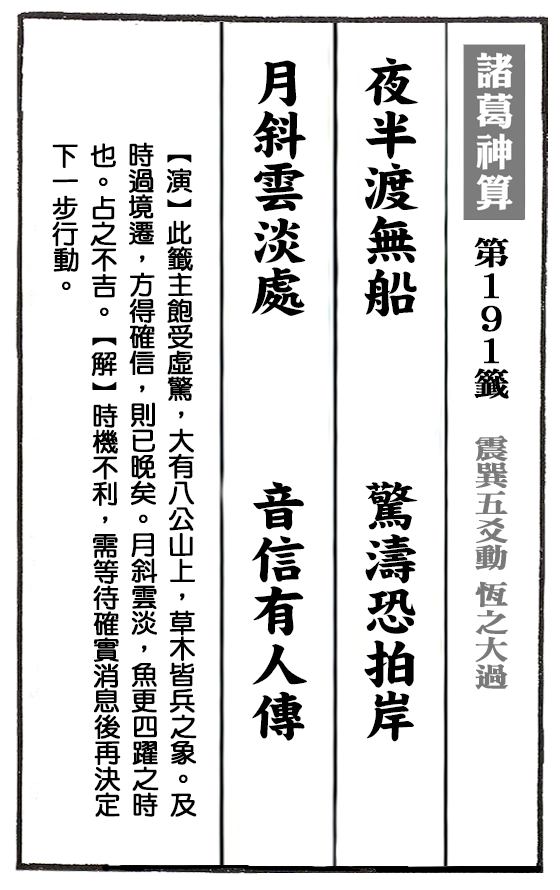 諸葛神算 第191籤 震巽五爻動 恆之大過
夜半渡無船 驚濤恐拍岸
月斜雲淡處 音信有人傳
【演】此籤主飽受虛驚，大有八公山上，草木皆兵之象。及
時過境遷，方得確信，則已晚矣。月斜雲淡，魚更四躍之時
也。占之不吉。【解】時機不利，需等待確實消息後再決定
下一步行動。